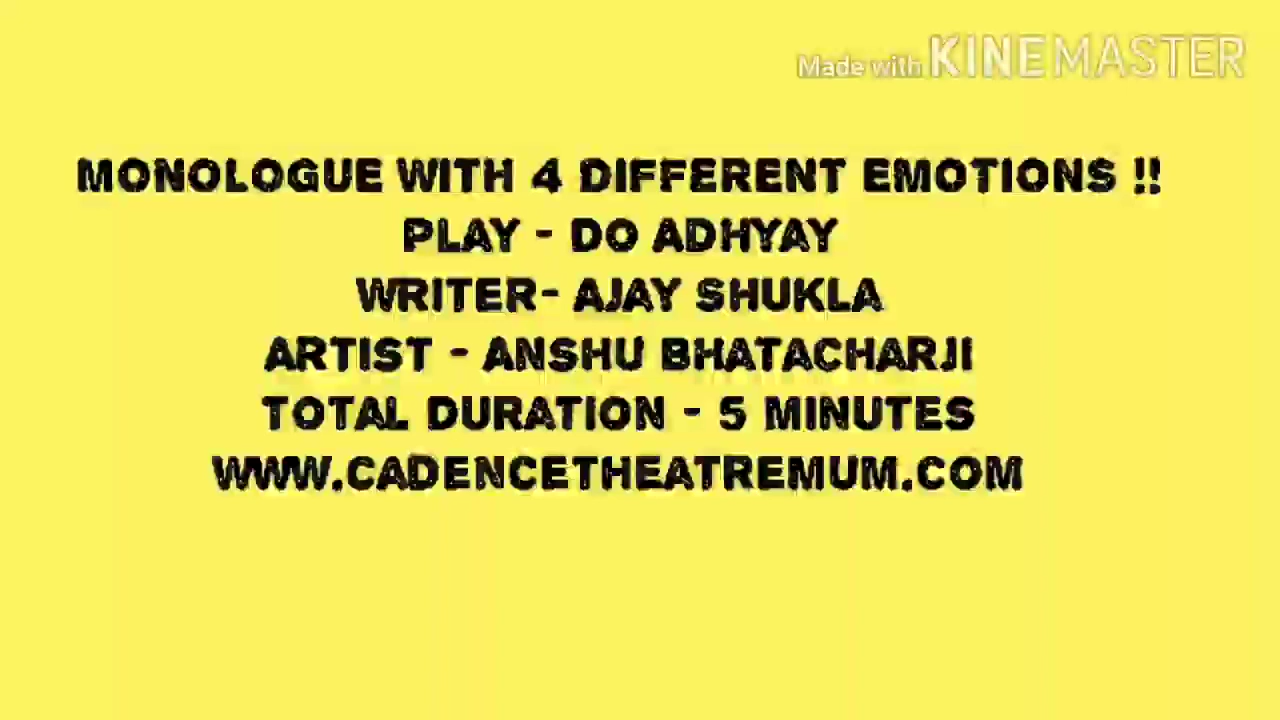 Made with KINEMASTER
MONOLOGUE WITH 4 DIFFERENT EMOTIONS !!
PLAY - DO ADHYAY
WRITER- AJAY SHUKLA
ARTIST - ANSHU BHATACHARJI
TOTAL DURATION - 5 MINUTES
WWW.CADENCETHEATREMUM.COM